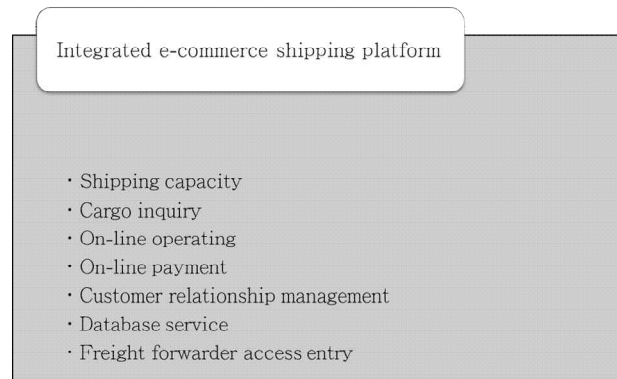 Integrated e-commerce shipping platform
· Shipping capacity
· Cargo inquiry
· On-line operating
· On-line payment
· Customer relationship management
· Database service
· Freight forwarder access entry